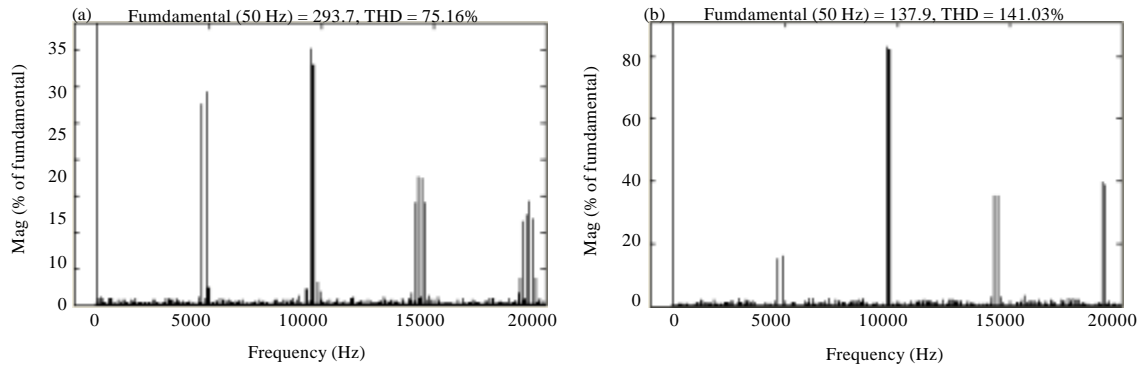 (a) Fumdamental (50 Hz) = 293.7, THD = 75.16%
35
30
25
20
15
10
5
0
Mag (% of fumdamental)
0 5000 10000 15000 20000
Frequency (Hz)
(b) Fumdamental (50 Hz) = 137.9, THD = 141.03%
80
60
40
20
0
Mag (% of fumdamental)
0 5000 10000 15000 20000
Frequency (Hz)